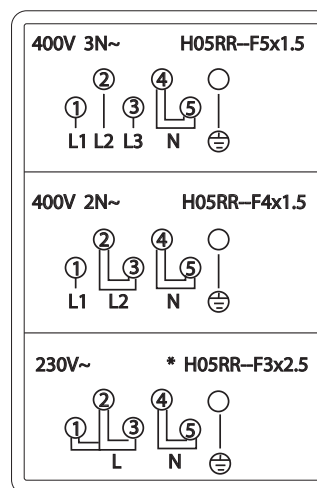 400V 3N~ H05RR--F5x1.5
2 4
1 3 5
L1 L2 L3 N
400V 2N~ H05RR--F4x1.5
2 4
1 3 5
L1 L2 N
230V~ * H05RR--F3x2.5
2 4
1 3 5
L N